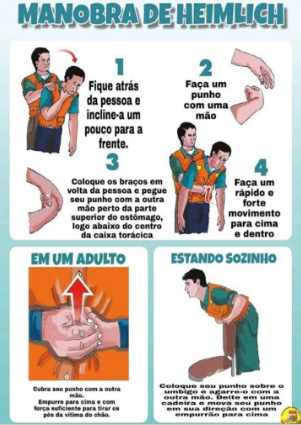 MANOBRA DE HEIMLICH
1
Fique atrás
da pessoa e
incline-a um
pouco para a
frente.
2
Faça um
punho
com uma
mão
3
Coloque os braços em
volta da pessoa e pegue
seu punho com a outra
mão perto da parte
superior do estômago,
logo abaixo do centro
da caixa torácica
4
Faça um
rápido e
forte
movimento
para cima
e dentro
EM UM ADULTO
Cubra seu punho com a outra
mão.
Empurre para cima e com
força suficiente para tirar os
pés da vítima do chão.
ESTANDO SOZINHO
Coloque seu punho sobre o
umbigo e agarre-o com a
outra mão. Deite em uma
cadeira e mova seu punho
em sua direção com um
empurrão para cima